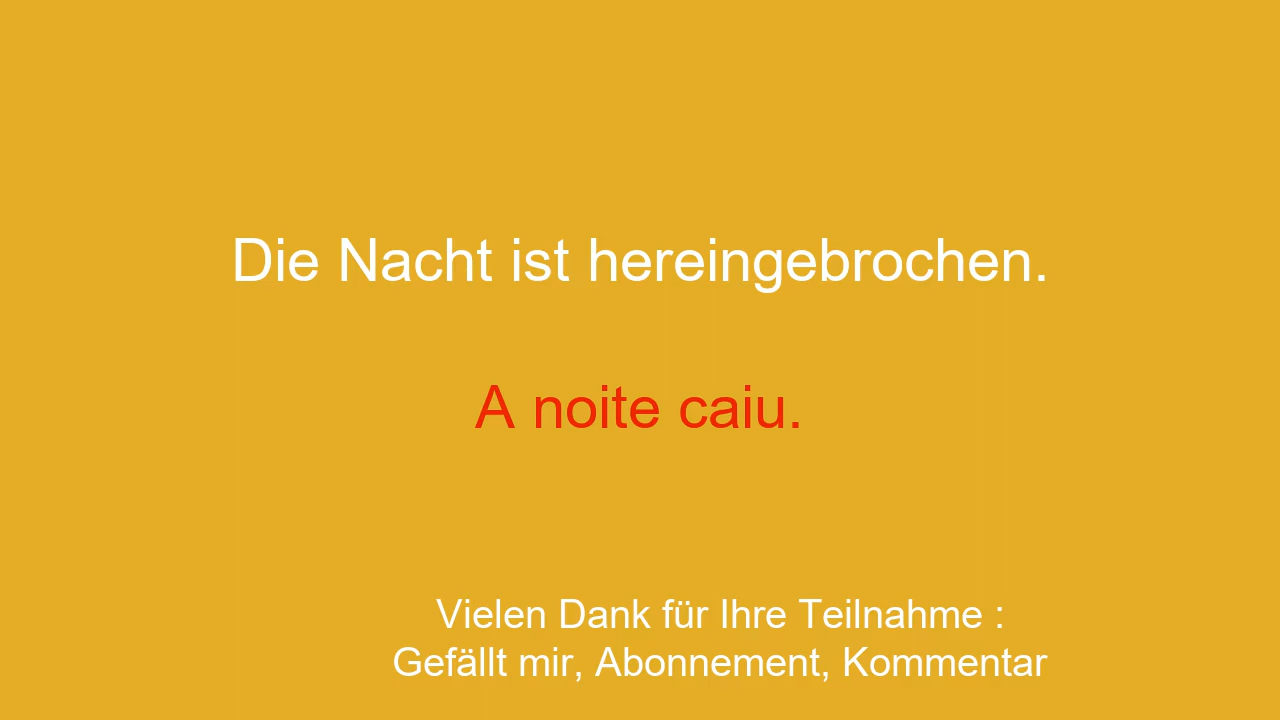 Die Nacht ist hereingebrochen.
A noite caiu.
Vielen Dank für Ihre Teilnahme :
Gefällt mir, Abonnement, Kommentar